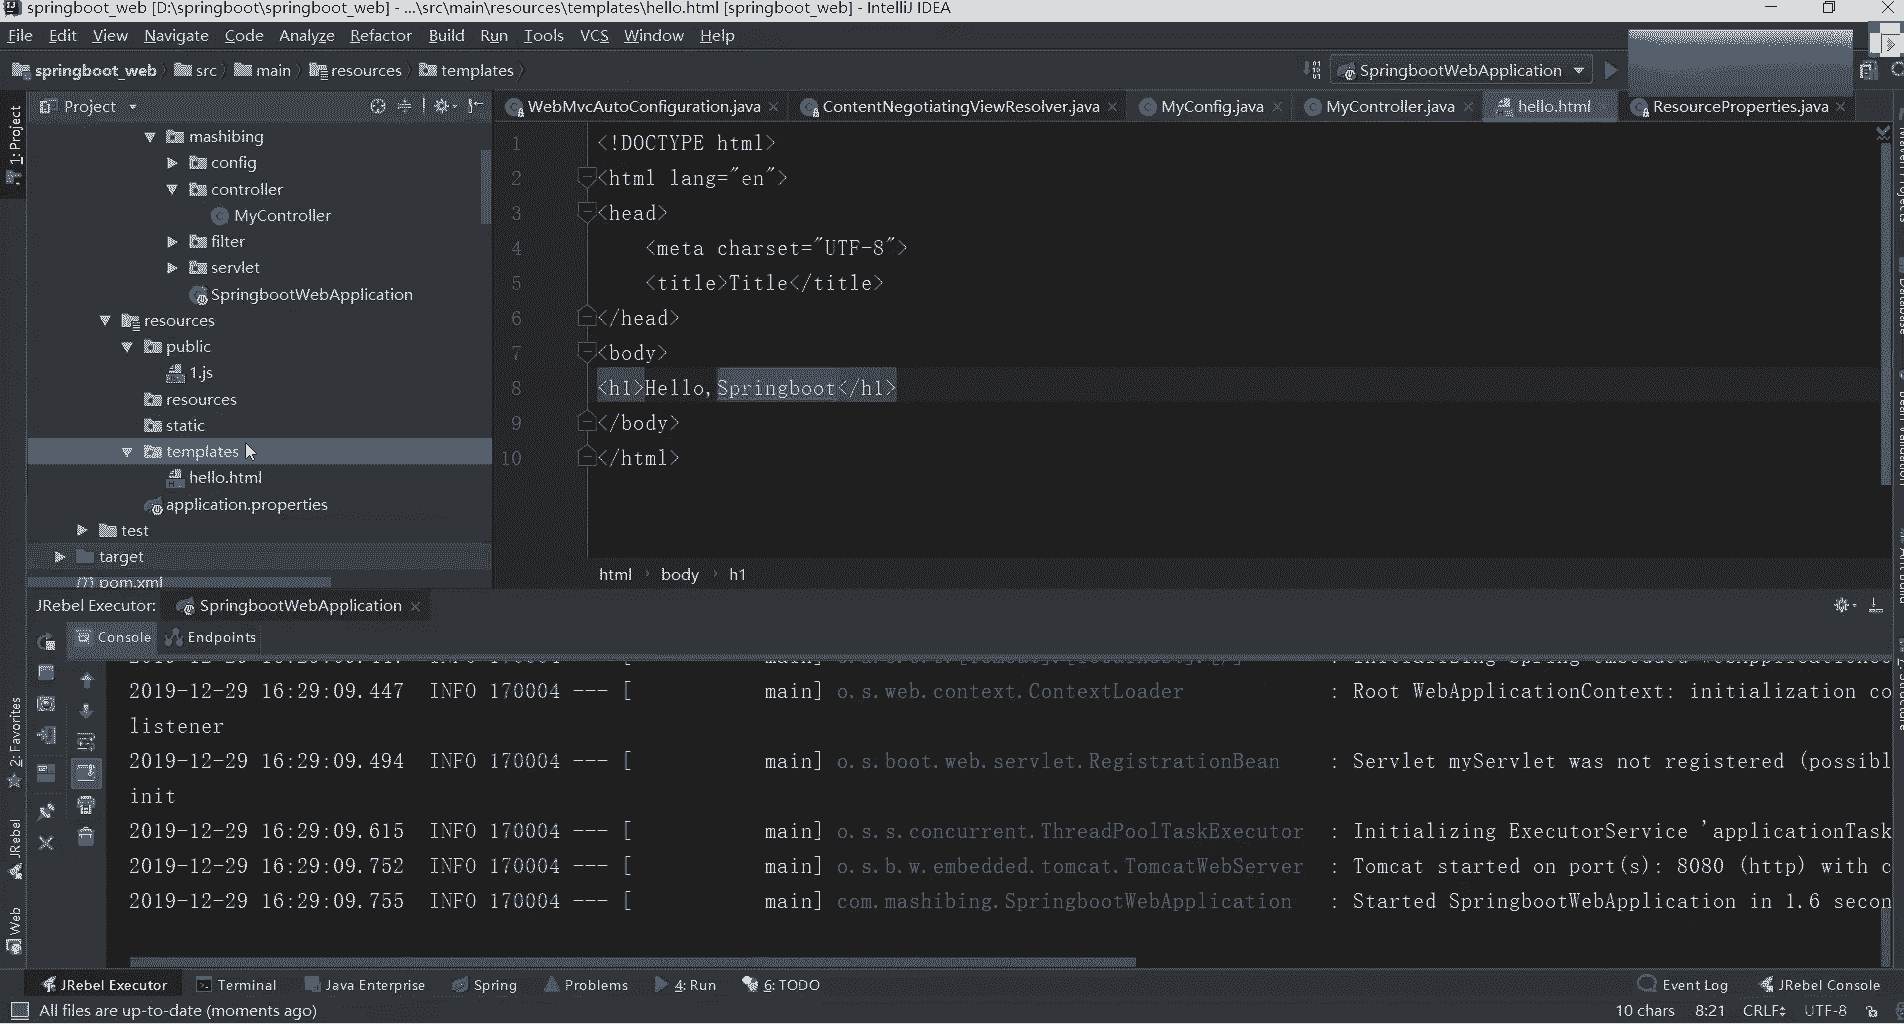 springboot_web [D:\springboot\springboot_web] - ...\src\main\resources\templates\hello.html [springboot_web] - IntelliJ IDEA
File Edit View Navigate Code Analyze Refactor Build Run Tools VCS Window Help
springboot_web src main resources templates
SpringbootWebApplication
Project
WebMvcAutoConfiguration.java ContentNegotiatingViewResolver.java MyConfig.java MyController.java hello.html ResourceProperties.java
1: Project
mashibing
config
controller
MyController
filter
servlet
SpringbootWebApplication
resources
public
1.js
resources
static
templates
hello.html
application.properties
test
target
pom.xml
1 <!DOCTYPE html>
2 <html lang="en">
3 <head>
4 <meta charset="UTF-8">
5 <title>Title</title>
6 </head>
7 <body>
8 <h1>Hello,Springboot</h1>
9 </body>
10 </html>
html body h1
JRebel Executor: SpringbootWebApplication
Console Endpoints
2019-12-29 16:29:09.447 INFO 170004 --- [ main] o.s.web.context.ContextLoader : Root WebApplicationContext: initialization co
listener
2019-12-29 16:29:09.494 INFO 170004 --- [ main] o.s.boot.web.servlet.RegistrationBean : Servlet myServlet was not registered (possibl
init
2019-12-29 16:29:09.615 INFO 170004 --- [ main] o.s.s.concurrent.ThreadPoolTaskExecutor : Initializing ExecutorService 'applicationTask
2019-12-29 16:29:09.752 INFO 170004 --- [ main] o.s.b.w.embedded.tomcat.TomcatWebServer : Tomcat started on port(s): 8080 (http) with c
2019-12-29 16:29:09.755 INFO 170004 --- [ main] com.mashibing.SpringbootWebApplication : Started SpringbootWebApplication in 1.6 secon
2: Favorites
JRebel
Web
JRebel Executor Terminal Java Enterprise Spring Problems 4: Run 6: TODO Event Log JRebel Console
All files are up-to-date (moments ago) 10 chars 8:21 CRLF UTF-8